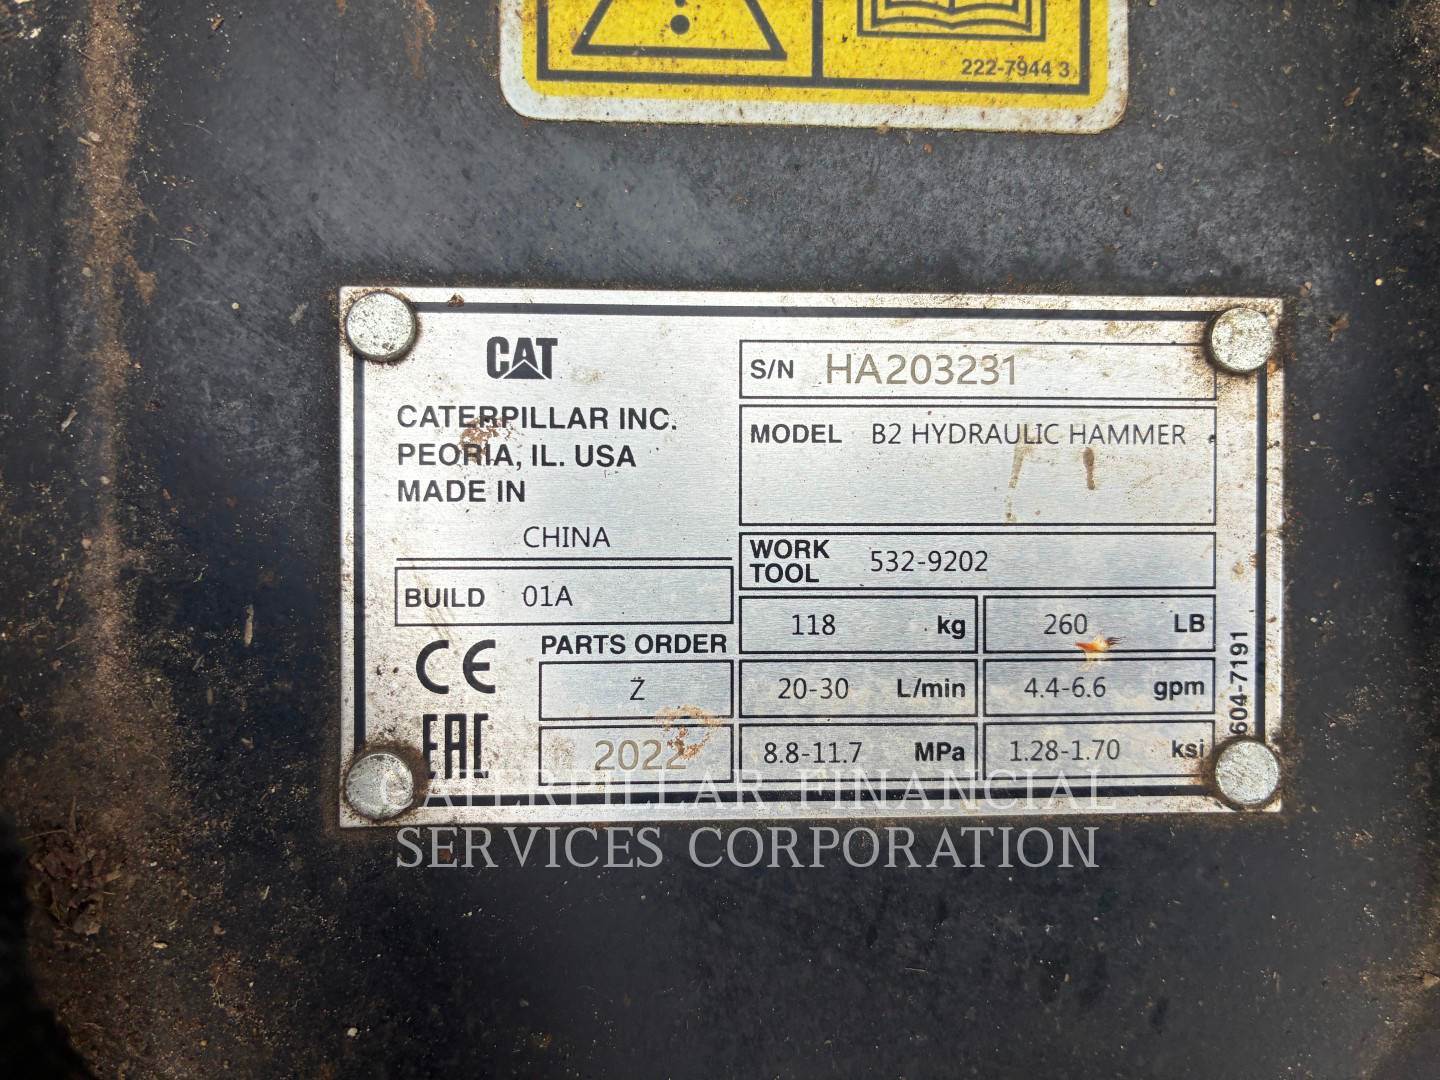 222-7944 3
CAT
CATERPILLAR INC.
PEORIA, IL. USA
MADE IN
CHINA
BUILD 01A
CE
EAC
PARTS ORDER
Z
2022
S/N HA203231
MODEL B2 HYDRAULIC HAMMER
WORK TOOL 532-9202
118 kg 260 LB
20-30 L/min 4.4-6.6 gpm
8.8-11.7 MPa 1.28-1.70 ksi
604-7191
CATERPILLAR FINANCIAL
SERVICES CORPORATION